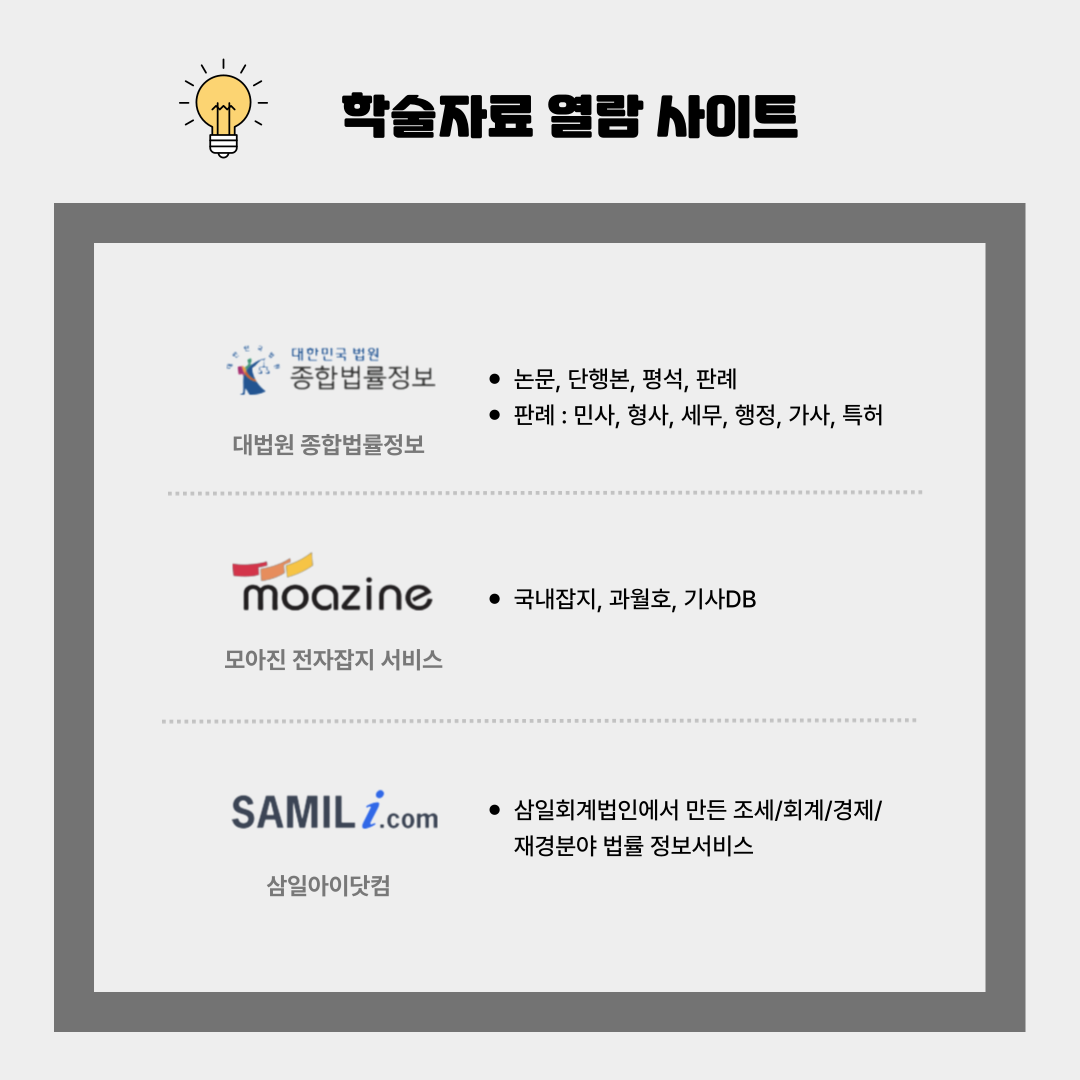 학술자료 열람 사이트
대한민국 법원
종합법률정보
대법원 종합법률정보
논문, 단행본, 평석, 판례
판례 : 민사, 형사, 세무, 행정, 가사, 특허
moazine
모아진 전자잡지 서비스
국내잡지, 과월호, 기사DB
SAMILi.com
삼일아이닷컴
삼일회계법인에서 만든 조세/회계/경제/
재경분야 법률 정보서비스